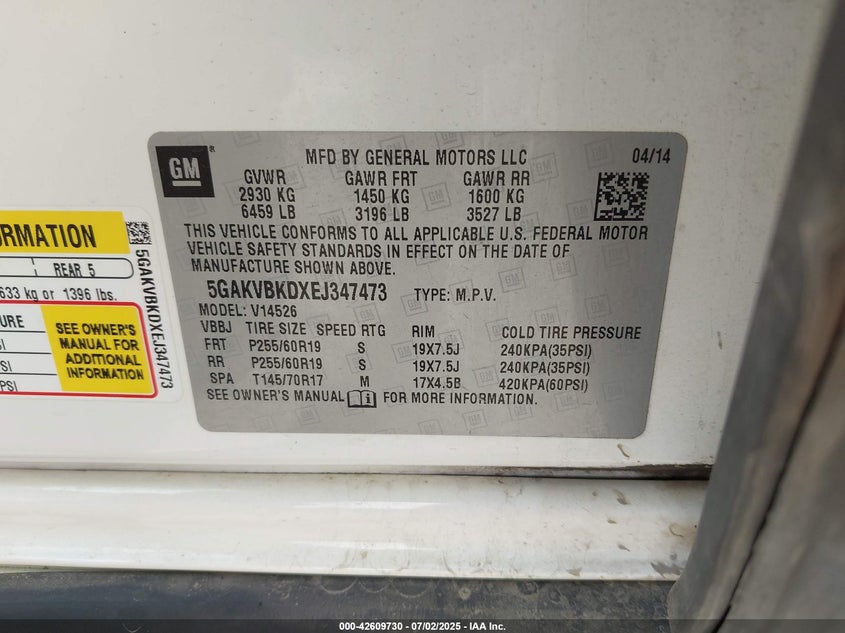 GM
MFD BY GENERAL MOTORS LLC 04/14
GVWR GAWR FRT GAWR RR
2930 KG 1450 KG 1600 KG
6459 LB 3196 LB 3527 LB
THIS VEHICLE CONFORMS TO ALL APPLICABLE U.S. FEDERAL MOTOR
VEHICLE SAFETY STANDARDS IN EFFECT ON THE DATE OF
MANUFACTURE SHOWN ABOVE.
5GAKVBKDXEJ347473 TYPE: M.P.V.
MODEL: V14526
VBBJ TIRE SIZE SPEED RTG RIM COLD TIRE PRESSURE
FRT P255/60R19 S 19X7.5J 240KPA(35PSI)
RR P255/60R19 S 19X7.5J 240KPA(35PSI)
SPA T145/70R17 M 17X4.5B 420KPA(60PSI)
SEE OWNER'S MANUAL FOR MORE INFORMATION.
ORMATION
REAR 5
633 kg or 1396 lbs.
URE
SI
PSI
PSI
SEE OWNER'S
MANUAL FOR
ADDITIONAL
INFORMATION
5GAKVBKDXEJ347473
000-42609730 - 07/02/2025 - IAA Inc.